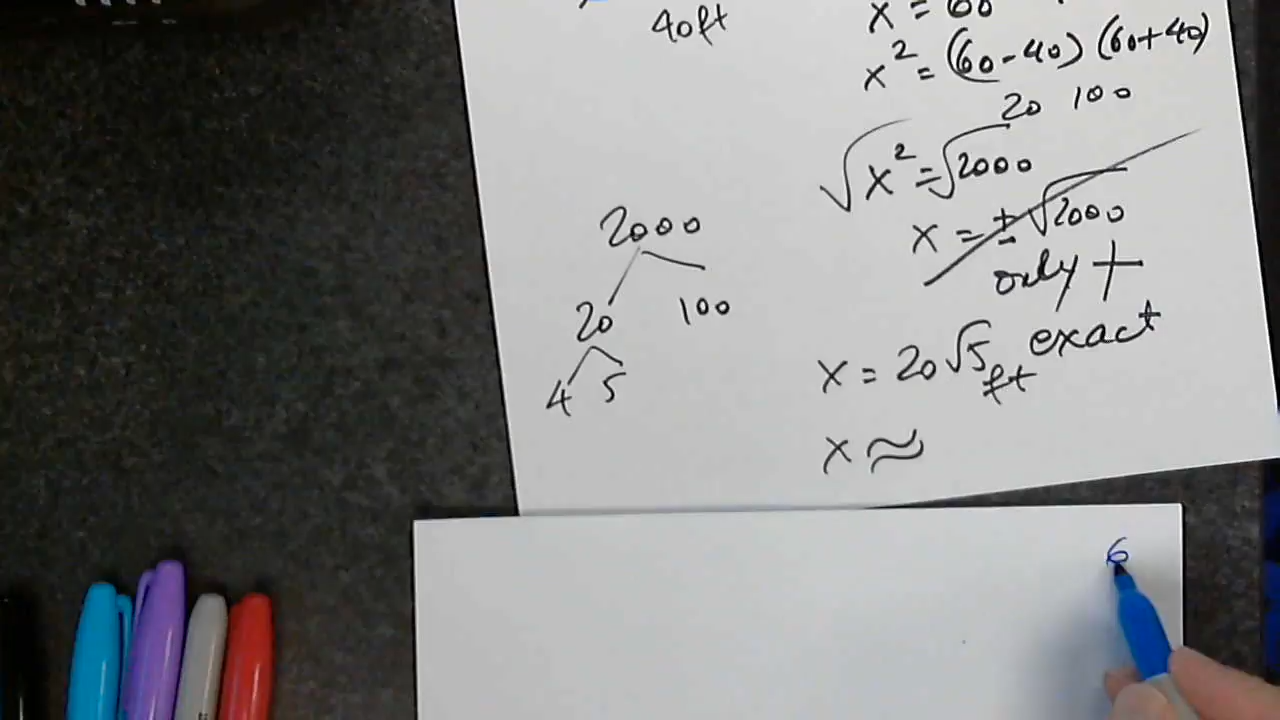 40ft
x = 60
x² = (60-40) (60+40)
20 100
√x² = √2000
x = ± √2000
only +
2000
20 100
4 5
x = 20 √5 ft exact
x ≈
6